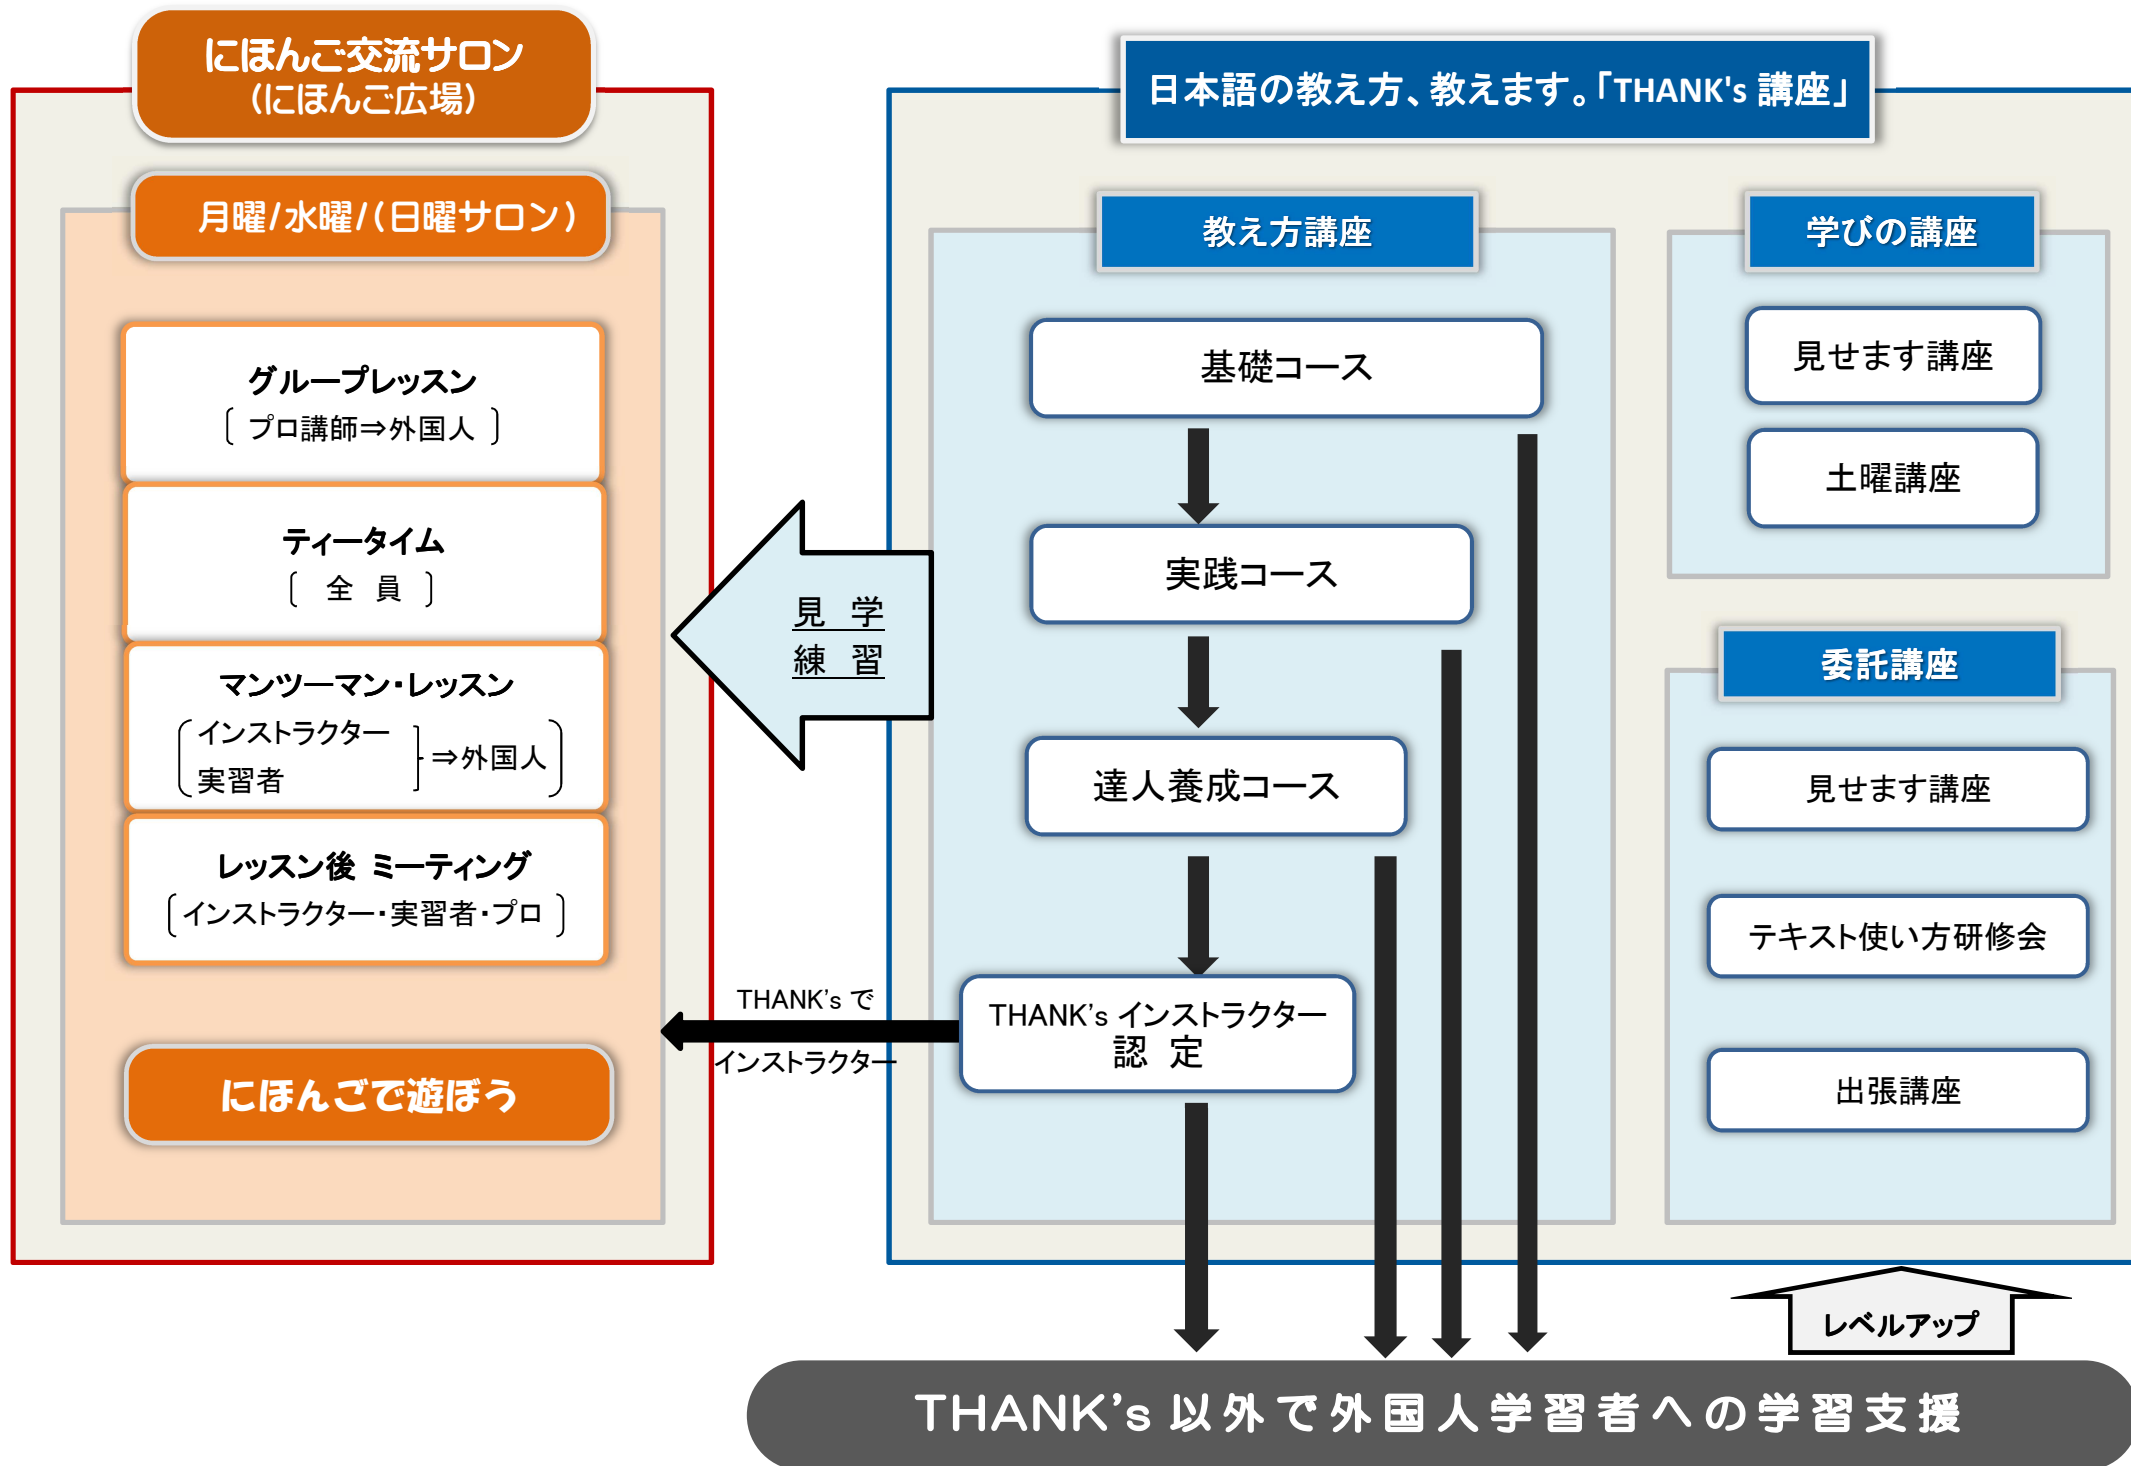 にほんご交流サロン
(にほんご広場)
月曜/水曜/(日曜サロン)
グループレッスン
〔 プロ講師⇒外国人 〕
ティータイム
〔 全 員 〕
マンツーマン・レッスン
インストラクター
実習者
⇒外国人
レッスン後 ミーティング
〔インストラクター・実習者・プロ〕
にほんごで遊ぼう
見 学
練 習
THANK's で
インストラクター
日本語の教え方、教えます。「THANK's 講座」
教え方講座
基礎コース
実践コース
達人養成コース
THANK's インストラクター
認 定
学びの講座
見せます講座
土曜講座
委託講座
見せます講座
テキスト使い方研修会
出張講座
レベルアップ
THANK's 以外で外国人学習者への学習支援